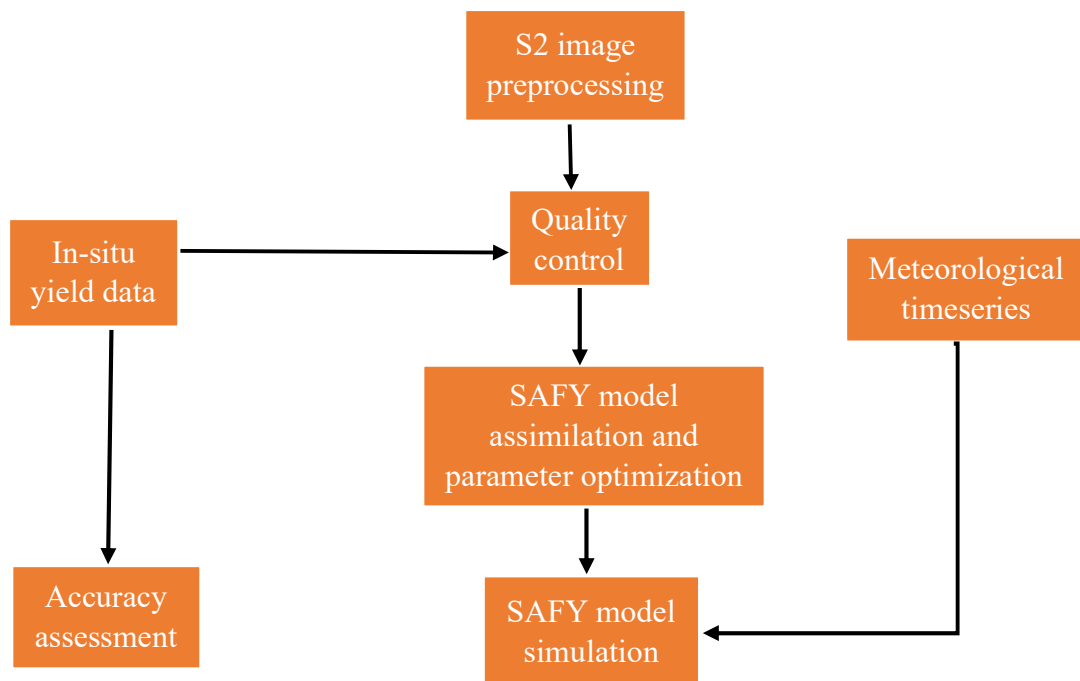 S2 image
preprocessing
Quality
control
In-situ
yield data
Meteorological
timeseries
SAFY model
assimilation and
parameter optimization
Accuracy
assessment
SAFY model
simulation